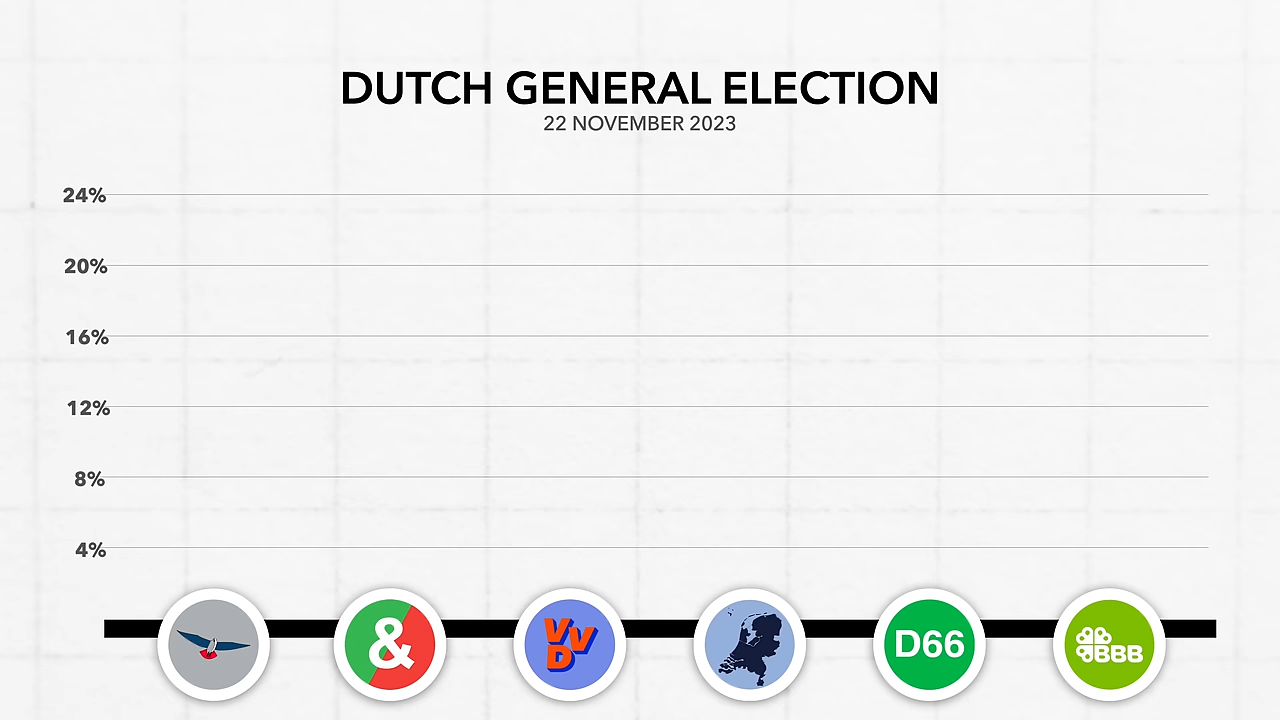 DUTCH GENERAL ELECTION
22 NOVEMBER 2023
24%
20%
16%
12%
8%
4%
&
VVD
D66
BBB